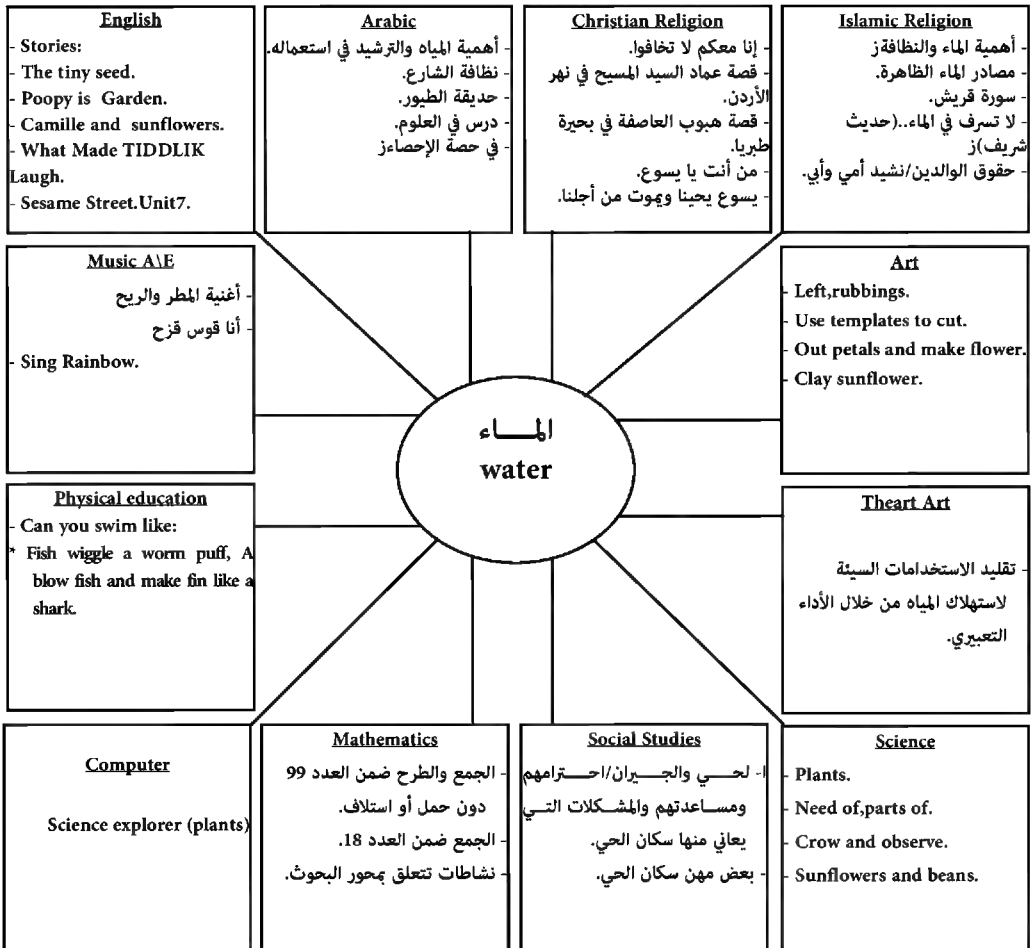 English
- Stories:
- The tiny seed.
- Poopy is Garden.
- Camille and sunflowers.
- What Made TIDDLIK
Laugh.
- Sesame Street.Unit7.
Arabic
- أهمية المياه والترشيد في استعماله.
- نظافة الشارع.
- حديقة الطيور.
- درس في العلوم.
- في حصة الإحصاءز
Christian Religion
- إنا معكم لا تخافوا.
- قصة عماد السيد المسيح في نهر
الأردن.
- قصة هبوب العاصفة في بحيرة
طبريا.
- من أنت يا يسوع.
- يسوع يحينا ويموت من أجلنا.
Islamic Religion
- أهمية الماء والنظافةز
- مصادر الماء الظاهرة.
- سورة قريش.
- لا تسرف في الماء..(حديث
شريف)ز
- حقوق الوالدين/نشيد أمي وأبي.
Music A\E
- أغنية المطر والريح
- أنا قوس قزح
- Sing Rainbow.
Art
- Left,rubbings.
- Use templates to cut.
- Out petals and make flower.
- Clay sunflower.
المـــاء
water
Physical education
- Can you swim like:
* Fish wiggle a worm puff, A
blow fish and make fin like a
shark.
Theart Art
- تقليد الاستخدامات السيئة
لاستهلاك المياه من خلال الأداء
التعبيري.
Computer
Science explorer (plants)
Mathematics
- الجمع والطرح ضمن العدد 99
دون حمل أو استلاف.
- الجمع ضمن العدد 18.
- نشاطات تتعلق بمحور البحوث.
Social Studies
ا- لحـــي والجـــيران/احـــترامهم
ومســاعدتهم والمشــكلات التــي
يعاني منها سكان الحي.
- بعض مهن سكان الحي.
Science
- Plants.
- Need of,parts of.
- Crow and observe.
- Sunflowers and beans.